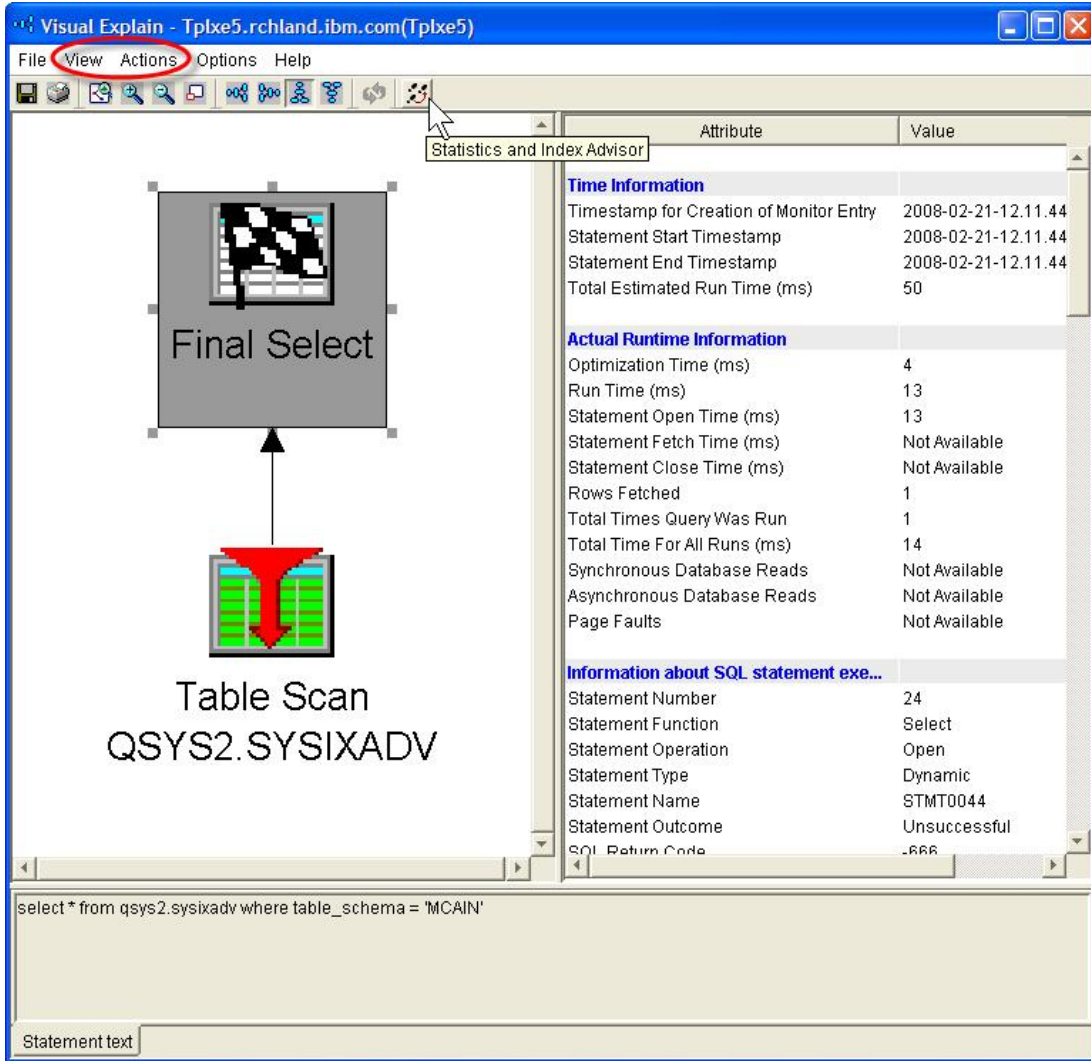 Visual Explain - Tplxe5.rchland.ibm.com(Tplxe5)
File View Actions Options Help
Statistics and Index Advisor
Final Select
Table Scan
QSYS2.SYSIXADV
Attribute Value
Time Information
Timestamp for Creation of Monitor Entry 2008-02-21-12.11.44
Statement Start Timestamp 2008-02-21-12.11.44
Statement End Timestamp 2008-02-21-12.11.44
Total Estimated Run Time (ms) 50
Actual Runtime Information
Optimization Time (ms) 4
Run Time (ms) 13
Statement Open Time (ms) 13
Statement Fetch Time (ms) Not Available
Statement Close Time (ms) Not Available
Rows Fetched 1
Total Times Query Was Run 1
Total Time For All Runs (ms) 14
Synchronous Database Reads Not Available
Asynchronous Database Reads Not Available
Page Faults Not Available
Information about SQL statement exe...
Statement Number 24
Statement Function Select
Statement Operation Open
Statement Type Dynamic
Statement Name STMT0044
Statement Outcome Unsuccessful
SQL Return Code -666
select * from qsys2.sysixadv where table_schema = 'MCAIN'
Statement text